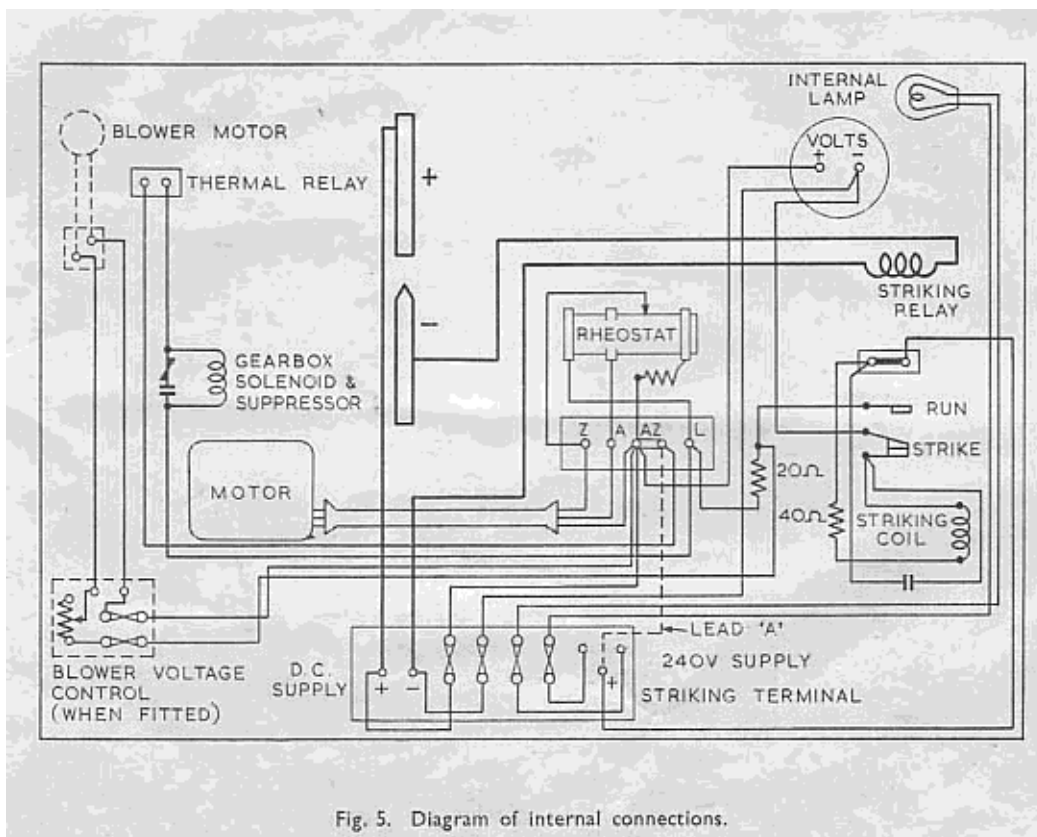 INTERNAL
LAMP
BLOWER MOTOR
VOLTS
+ −
THERMAL RELAY
+
STRIKING
RELAY
−
RHEOSTAT
GEARBOX
SOLENOID &
SUPPRESSOR
RUN
Z A AZ L
STRIKE
20Ω
MOTOR
40Ω
STRIKING
COIL
LEAD 'A'
BLOWER VOLTAGE
CONTROL
(WHEN FITTED)
D.C.
SUPPLY
+ −
240V SUPPLY
+
STRIKING TERMINAL
Fig. 5. Diagram of internal connections.